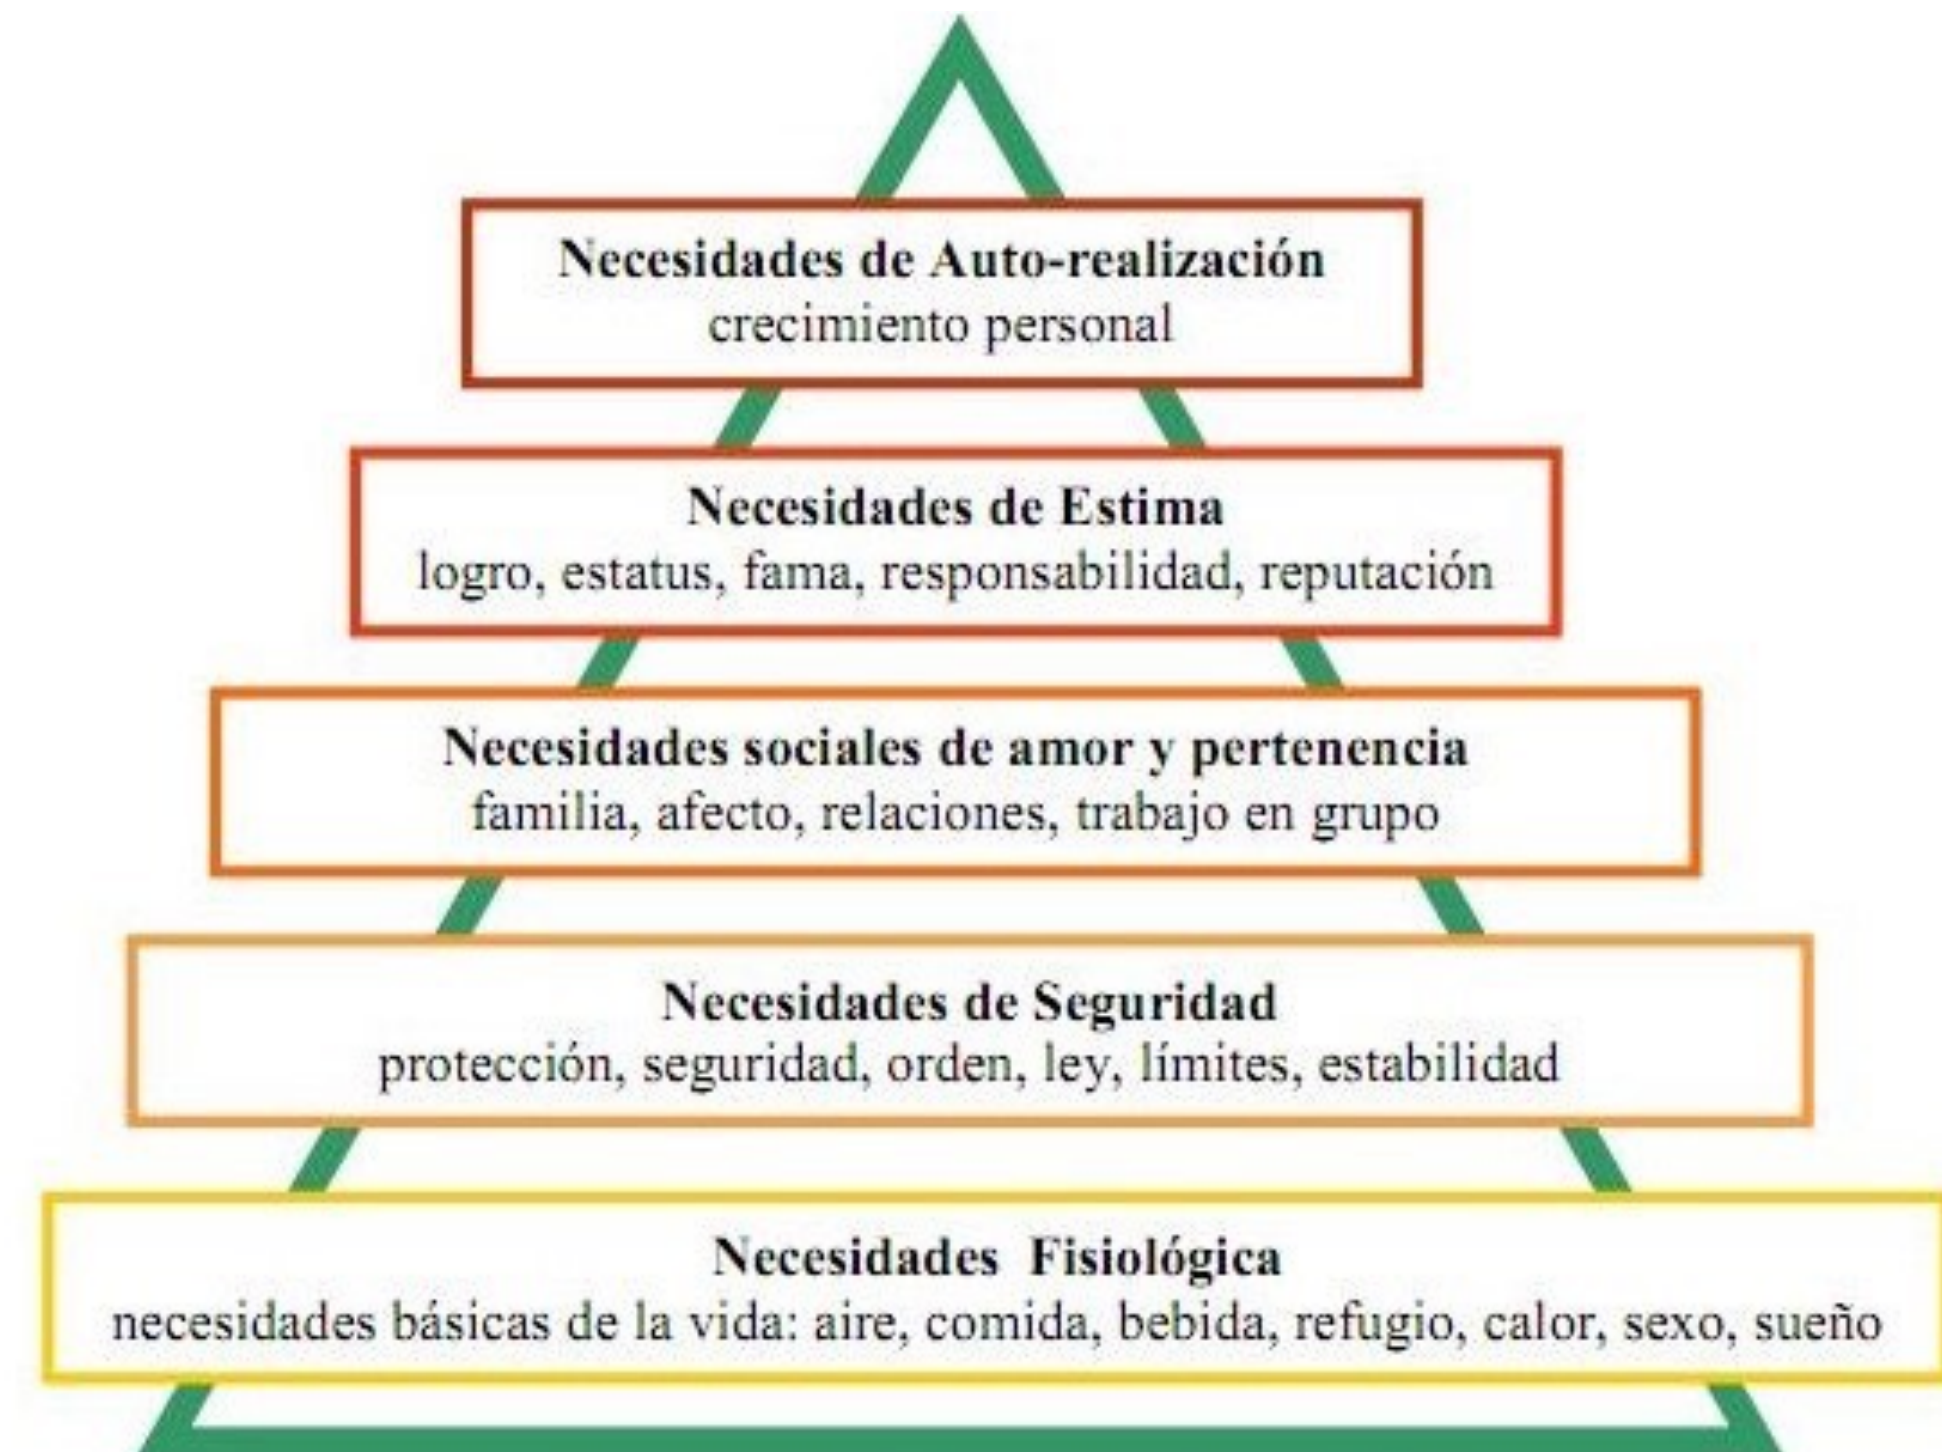 Necesidades de Auto-realización
crecimiento personal
Necesidades de Estima
logro, estatus, fama, responsabilidad, reputación
Necesidades sociales de amor y pertenencia
familia, afecto, relaciones, trabajo en grupo
Necesidades de Seguridad
protección, seguridad, orden, ley, límites, estabilidad
Necesidades Fisiológica
necesidades básicas de la vida: aire, comida, bebida, refugio, calor, sexo, sueño